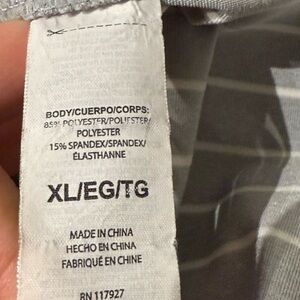 BODY/CUERPO/CORPS:
85% POLYESTER/POLIÉSTER/
POLYESTER
15% SPANDEX/SPANDEX/
ÉLASTHANNE
XL/EG/TG
MADE IN CHINA
HECHO EN CHINA
FABRIQUÉ EN CHINE
RN 117927